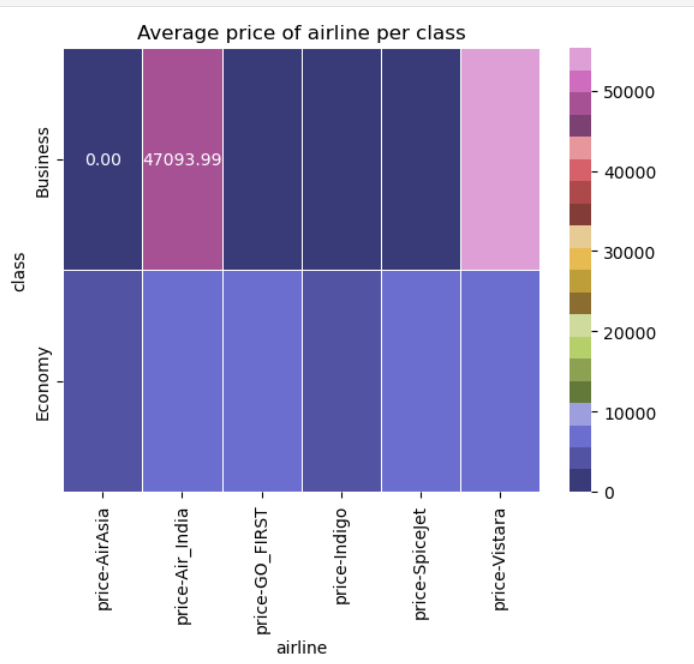 Average price of airline per class
Business
Economy
class
0.00
47093.99
price-AirAsia
price-Air_India
price-GO_FIRST
price-Indigo
price-SpiceJet
price-Vistara
airline
50000
40000
30000
20000
10000
0